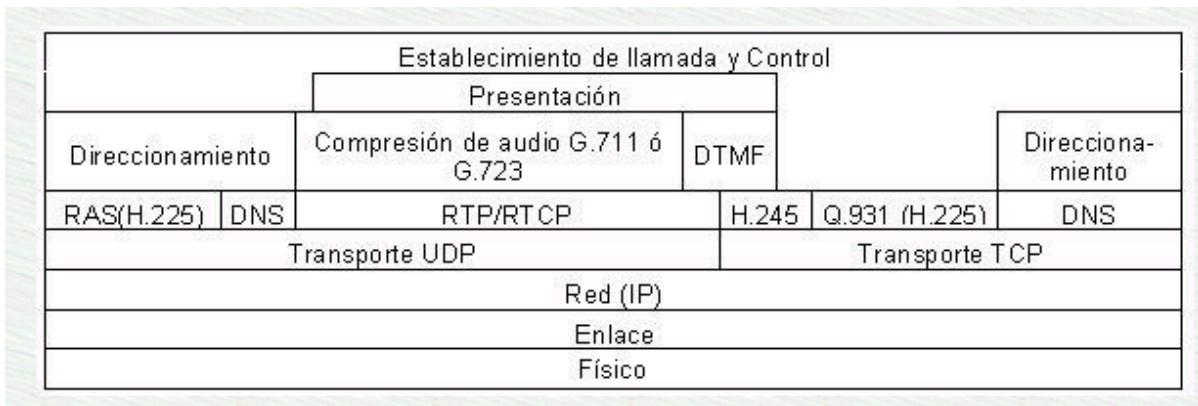 Establecimiento de llamada y Control
Presentación
Direccionamiento
Compresión de audio G.711 ó
G.723
DTMF
Direcciona-
miento
RAS(H.225)
DNS
RTP/RTCP
H.245
Q.931 (H.225)
DNS
Transporte UDP
Transporte TCP
Red (IP)
Enlace
Físico